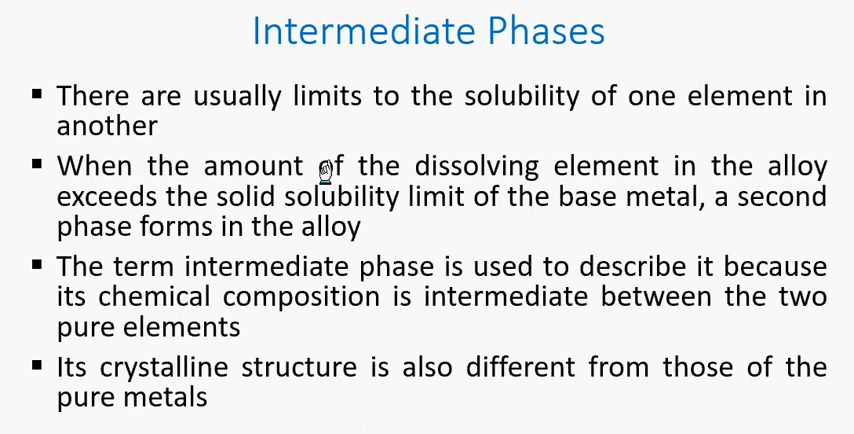 Intermediate Phases
▪ There are usually limits to the solubility of one element in
another
▪ When the amount of the dissolving element in the alloy
exceeds the solid solubility limit of the base metal, a second
phase forms in the alloy
▪ The term intermediate phase is used to describe it because
its chemical composition is intermediate between the two
pure elements
▪ Its crystalline structure is also different from those of the
pure metals